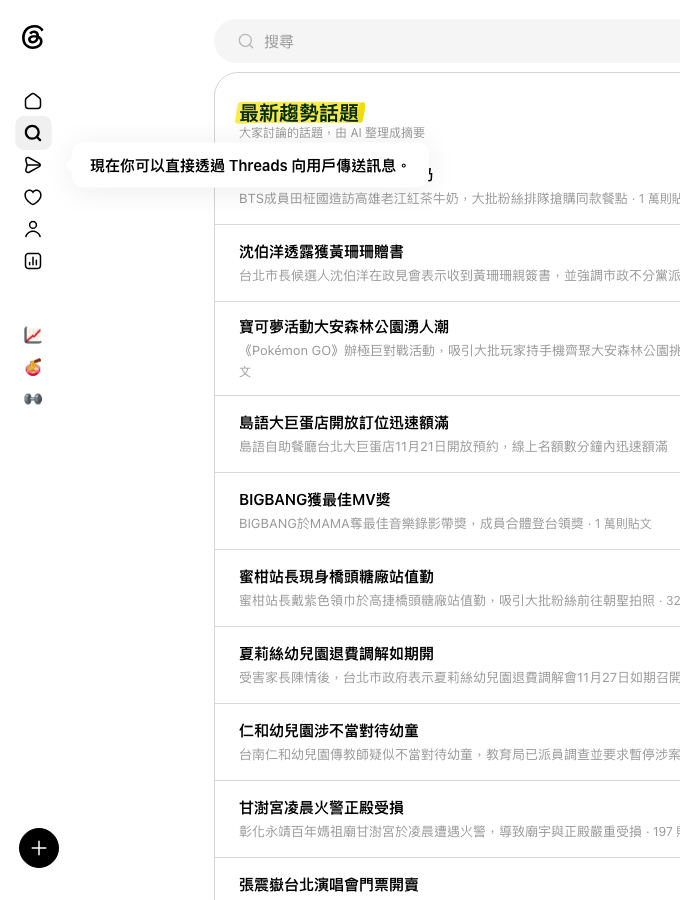 搜尋
最新趨勢話題
大家討論的話題，由 AI 整理成摘要
現在你可以直接透過 Threads 向用戶傳送訊息。
BTS成員田柾國造訪高雄老江紅茶牛奶，大批粉絲排隊搶購同款餐點 · 1 萬則貼
沈伯洋透露獲黃珊珊贈書
台北市長候選人沈伯洋在政見會表示收到黃珊珊親簽書，並強調市政不分黨派
寶可夢活動大安森林公園湧人潮
《Pokémon GO》辦極巨對戰活動，吸引大批玩家持手機齊聚大安森林公園挑
文
島語大巨蛋店開放訂位迅速額滿
島語自助餐廳台北大巨蛋店11月21日開放預約，線上名額數分鐘內迅速額滿
BIGBANG獲最佳MV獎
BIGBANG於MAMA奪最佳音樂錄影帶獎，成員合體登台領獎 · 1 萬則貼文
蜜柑站長現身橋頭糖廠站值勤
蜜柑站長戴紫色領巾於高捷橋頭糖廠站值勤，吸引大批粉絲前往朝聖拍照 · 32
夏莉絲幼兒園退費調解如期開
受害家長陳情後，台北市政府表示夏莉絲幼兒園退費調解會11月27日如期召開
仁和幼兒園涉不當對待幼童
台南仁和幼兒園傳教師疑似不當對待幼童，教育局已派員調查並要求暫停涉案
甘澍宮凌晨火警正殿受損
彰化永靖百年媽祖廟甘澍宮於凌晨遭遇火警，導致廟宇與正殿嚴重受損 · 197 則
張震嶽台北演唱會門票開賣